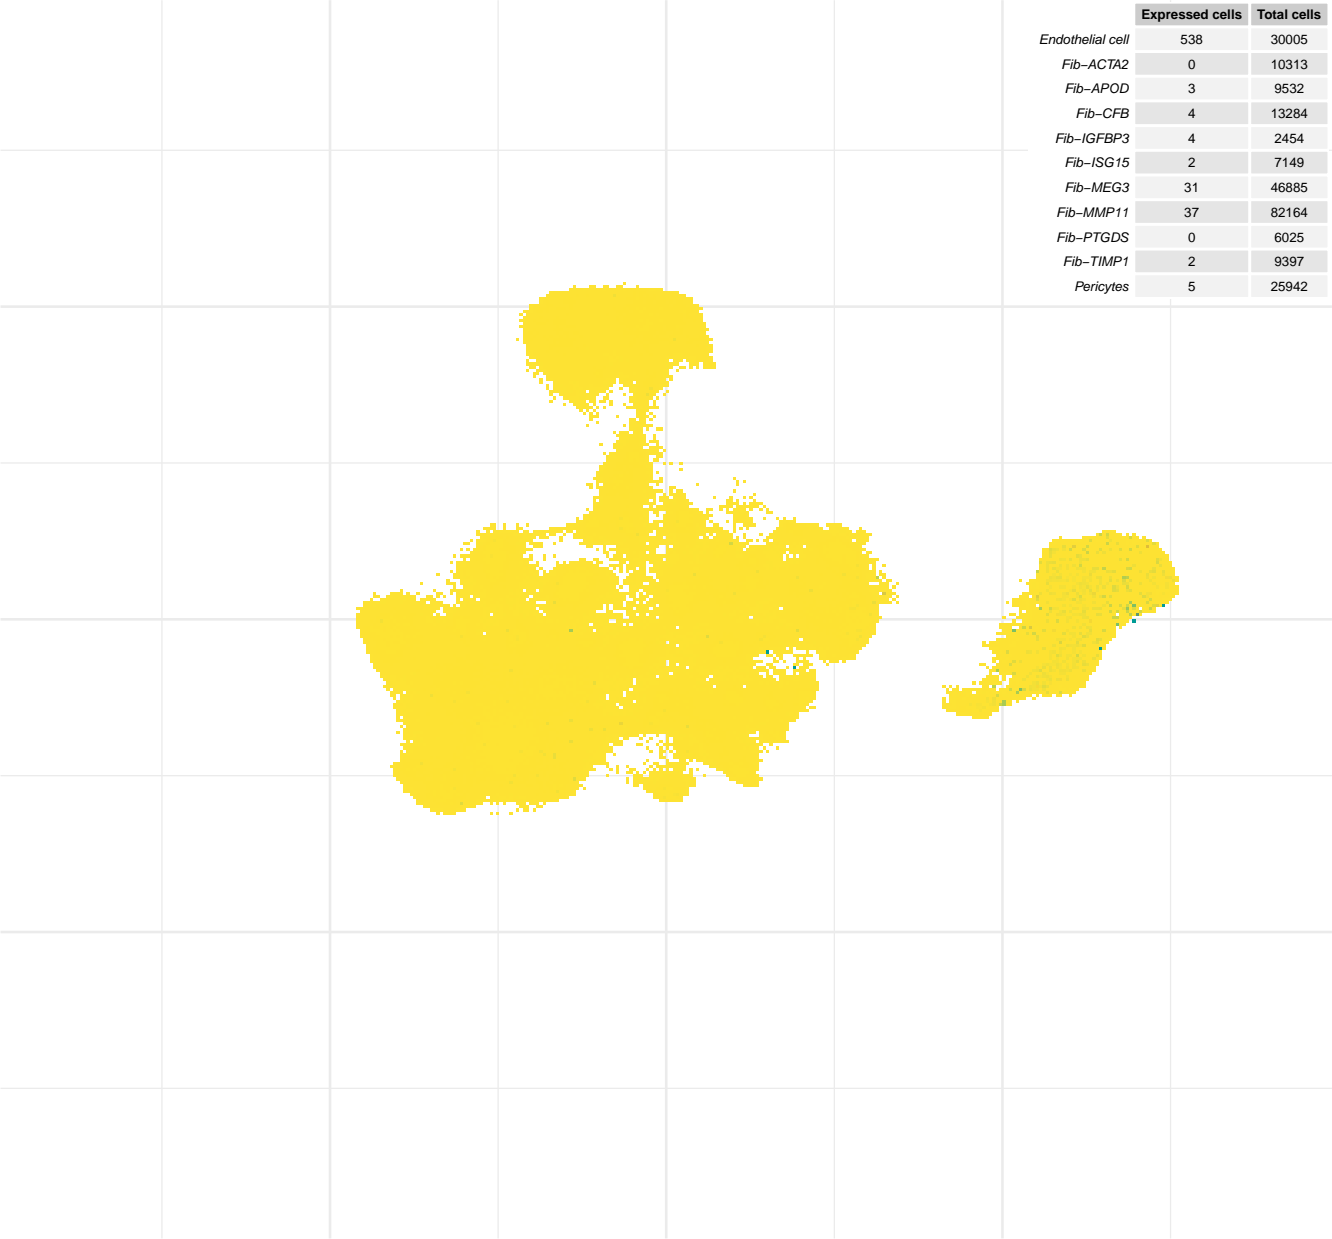 Expressed cells Total cells
Endothelial cell 538 30005
Fib−ACTA2 0 10313
Fib−APOD 3 9532
Fib−CFB 4 13284
Fib−IGFBP3 4 2454
Fib−ISG15 2 7149
Fib−MEG3 31 46885
Fib−MMP11 37 82164
Fib−PTGDS 0 6025
Fib−TIMP1 2 9397
Pericytes 5 25942